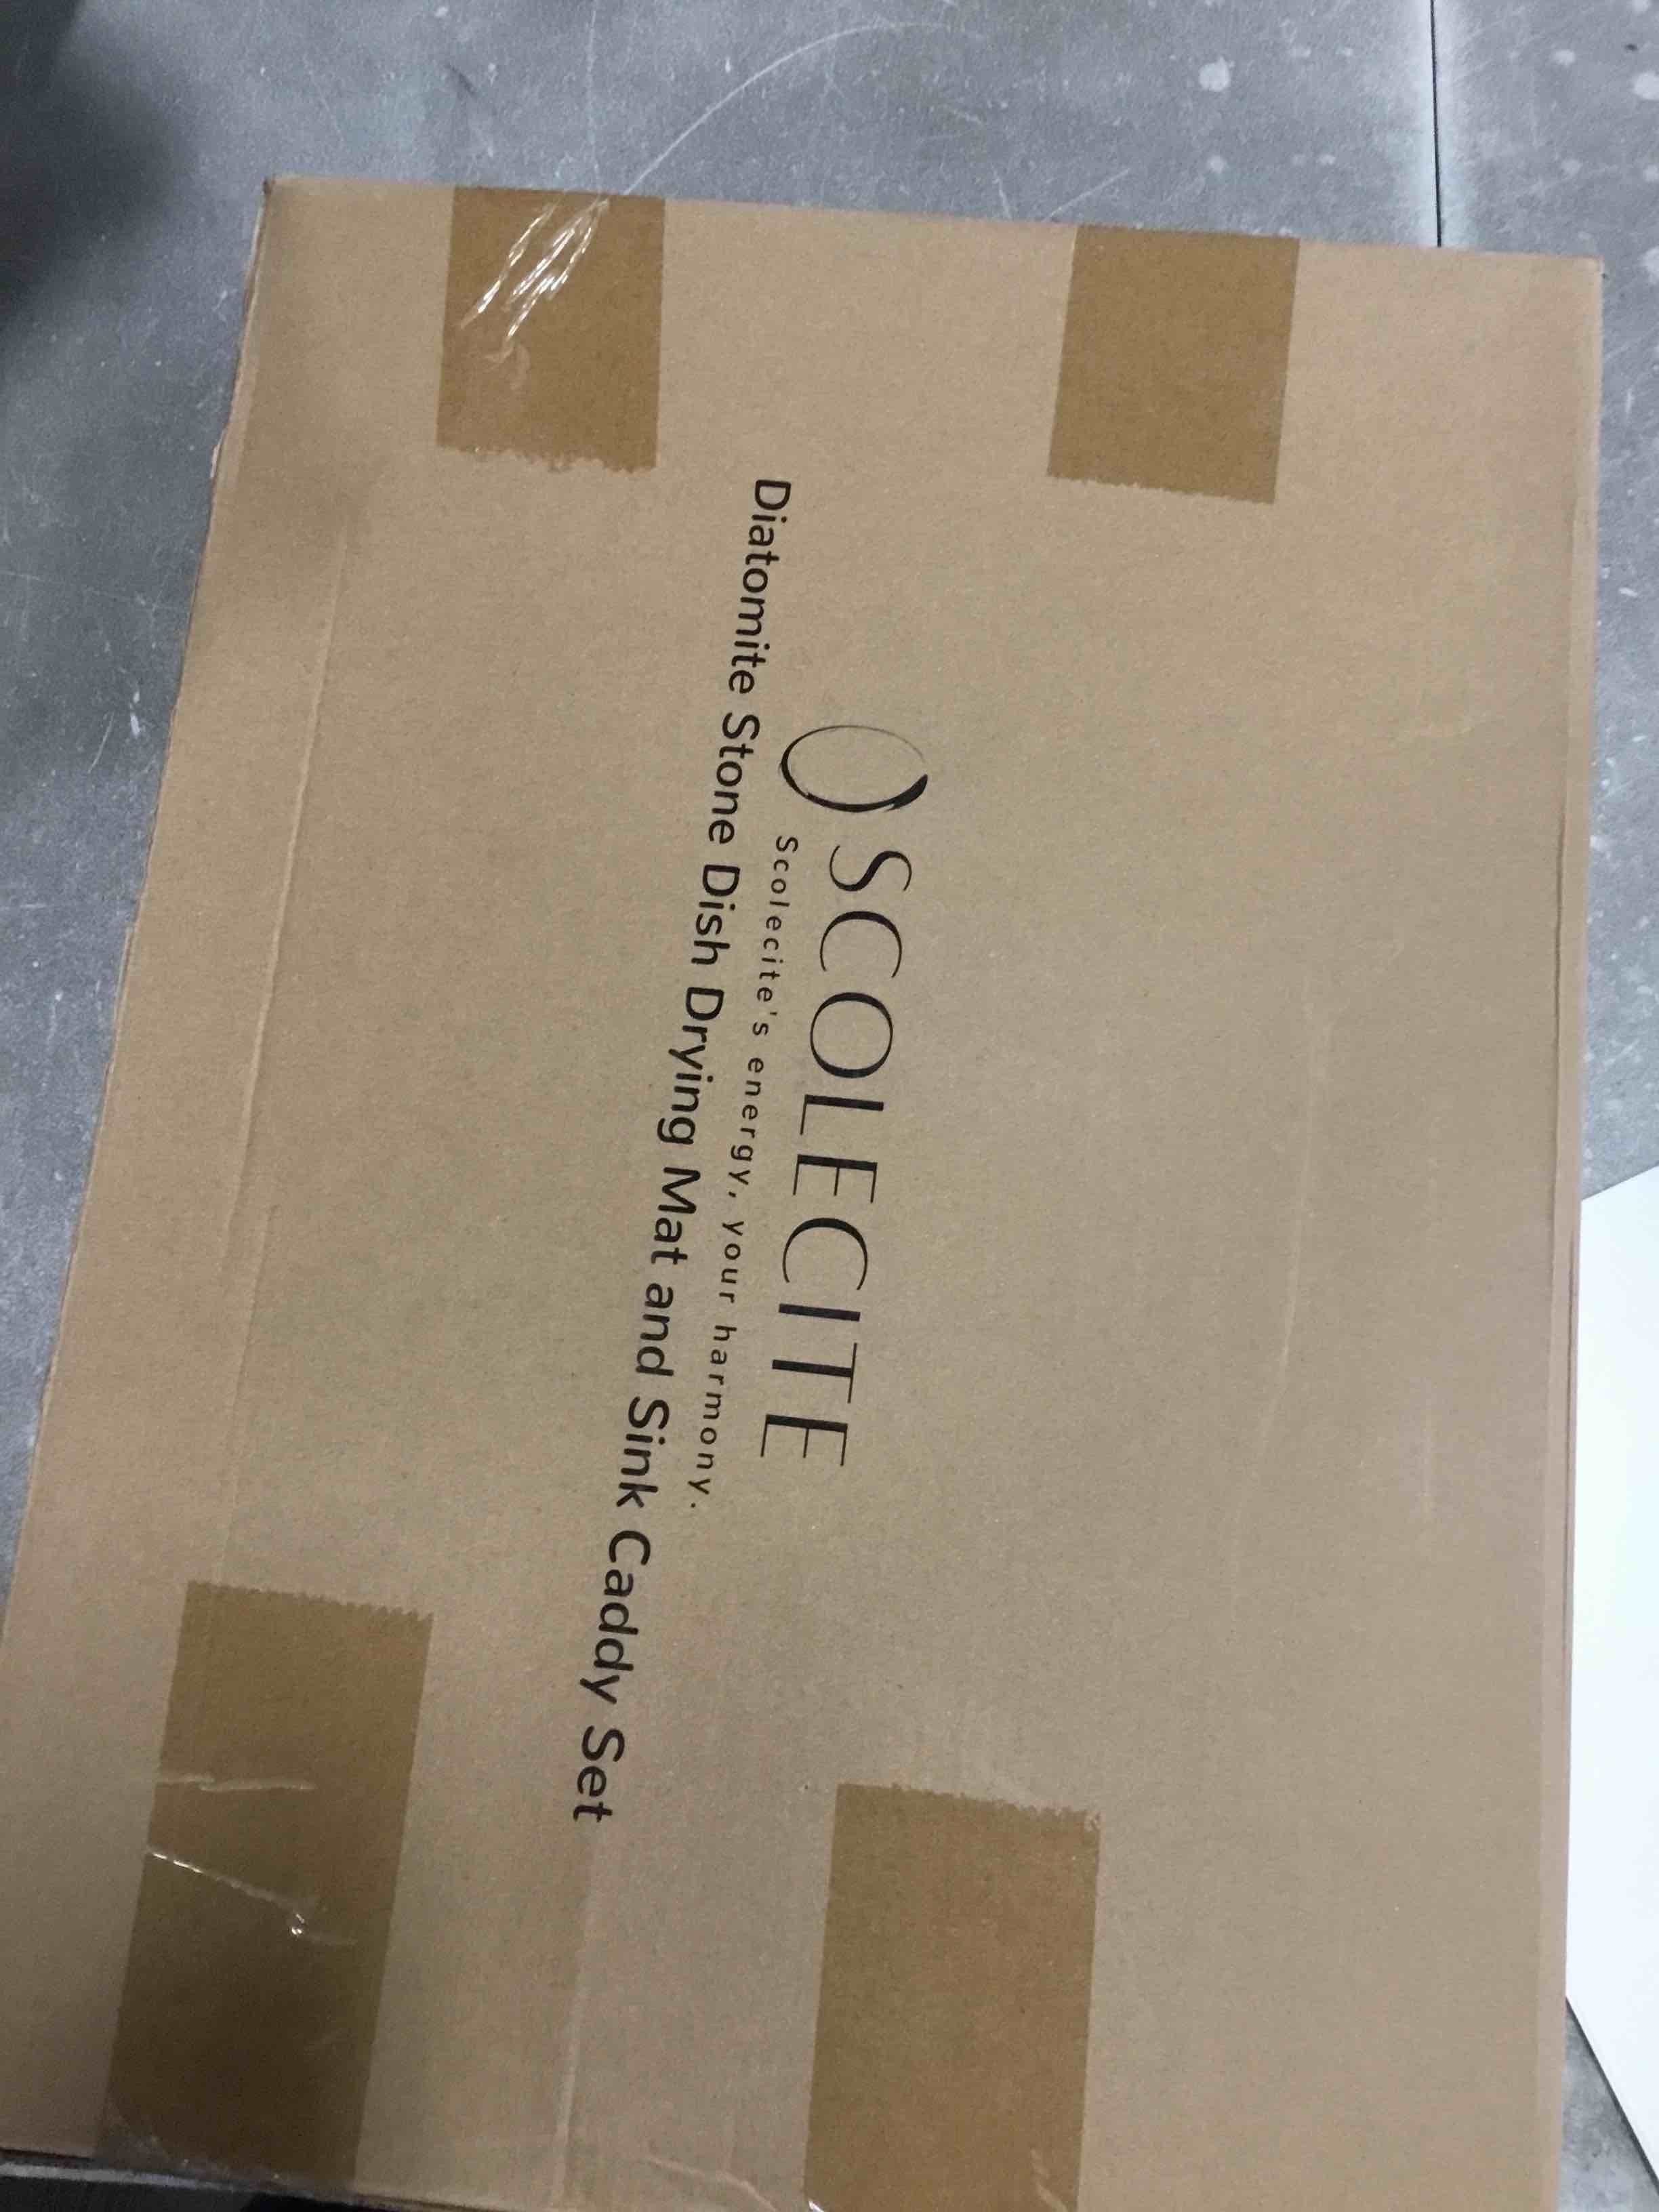 SCOLECITE
Scolecite's energy, your harmony.
Diatomite Stone Dish Drying Mat and Sink Caddy Set